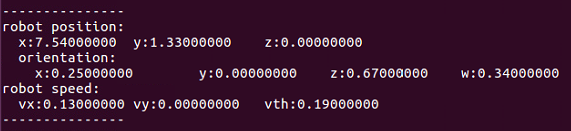 ---------------
robot position:
x:7.54000000 y:1.33000000 z:0.00000000
orientation:
x:0.25000000 y:0.00000000 z:0.67000000 w:0.34000000
robot speed:
vx:0.13000000 vy:0.00000000 vth:0.19000000
---------------